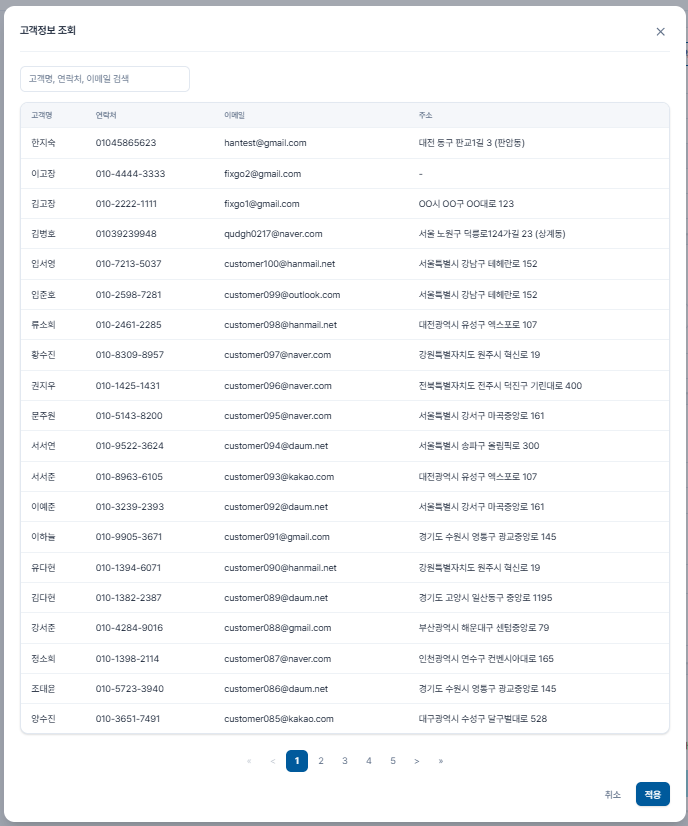 고객정보 조회
고객명, 연락처, 이메일 검색
고객명 연락처 이메일 주소
한지숙 01045865623 hantest@gmail.com 대전 동구 판교1길 3 (판암동)
이고장 010-4444-3333 fixgo2@gmail.com -
김고장 010-2222-1111 fixgo1@gmail.com OO시 OO구 OO대로 123
김병호 01039239948 qudgh0217@naver.com 서울 노원구 덕릉로124가길 23 (상계동)
임서영 010-7213-5037 customer100@hanmail.net 서울특별시 강남구 테헤란로 152
임준호 010-2598-7281 customer099@outlook.com 서울특별시 강남구 테헤란로 152
류소희 010-2461-2285 customer098@hanmail.net 대전광역시 유성구 엑스포로 107
황수진 010-8309-8957 customer097@naver.com 강원특별자치도 원주시 혁신로 19
권지우 010-1425-1431 customer096@naver.com 전북특별자치도 전주시 덕진구 기린대로 400
문주원 010-5143-8200 customer095@naver.com 서울특별시 강서구 마곡중앙로 161
서서연 010-9522-3624 customer094@daum.net 서울특별시 송파구 올림픽로 300
서서준 010-8963-6105 customer093@kakao.com 대전광역시 유성구 엑스포로 107
이예준 010-3239-2393 customer092@daum.net 서울특별시 강서구 마곡중앙로 161
이하늘 010-9905-3671 customer091@gmail.com 경기도 수원시 영통구 광교중앙로 145
유다현 010-1394-6071 customer090@hanmail.net 강원특별자치도 원주시 혁신로 19
김다현 010-1382-2387 customer089@daum.net 경기도 고양시 일산동구 중앙로 1195
강서준 010-4284-9016 customer088@gmail.com 부산광역시 해운대구 센텀중앙로 79
정소희 010-1398-2114 customer087@naver.com 인천광역시 연수구 컨벤시아대로 165
조대윤 010-5723-3940 customer086@daum.net 경기도 수원시 영통구 광교중앙로 145
양수진 010-3651-7491 customer085@kakao.com 대구광역시 수성구 달구벌대로 528
« < 1 2 3 4 5 > »
취소 적용